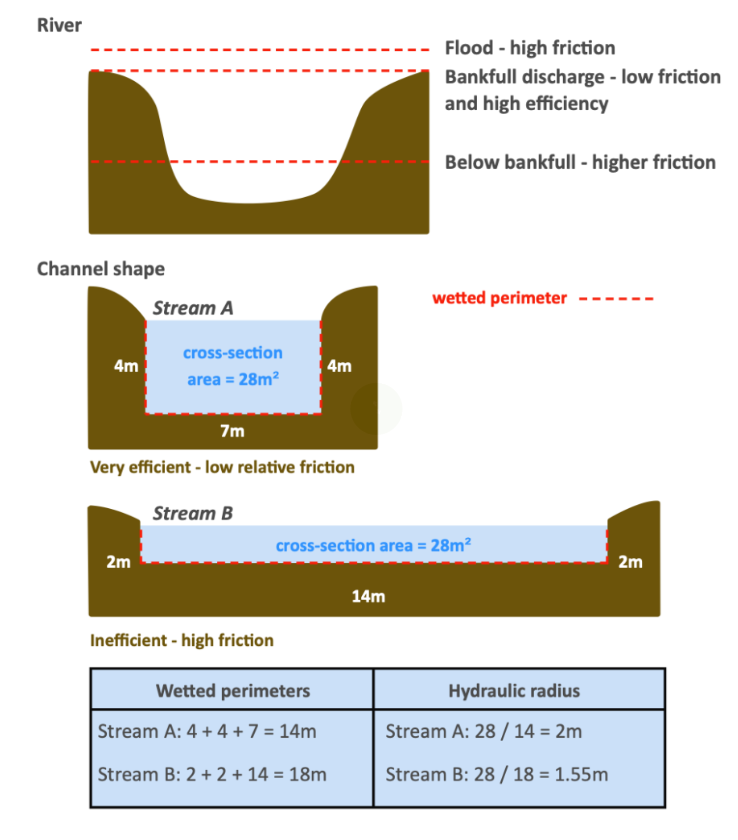 River
Flood - high friction
Bankfull discharge - low friction
and high efficiency
Below bankfull - higher friction
Channel shape
wetted perimeter
Stream A
cross-section
area = 28m²
4m
4m
7m
Very efficient - low relative friction
Stream B
cross-section area = 28m²
2m
2m
14m
Inefficient - high friction
Wetted perimeters
Hydraulic radius
Stream A: 4 + 4 + 7 = 14m
Stream A: 28 / 14 = 2m
Stream B: 2 + 2 + 14 = 18m
Stream B: 28 / 18 = 1.55m